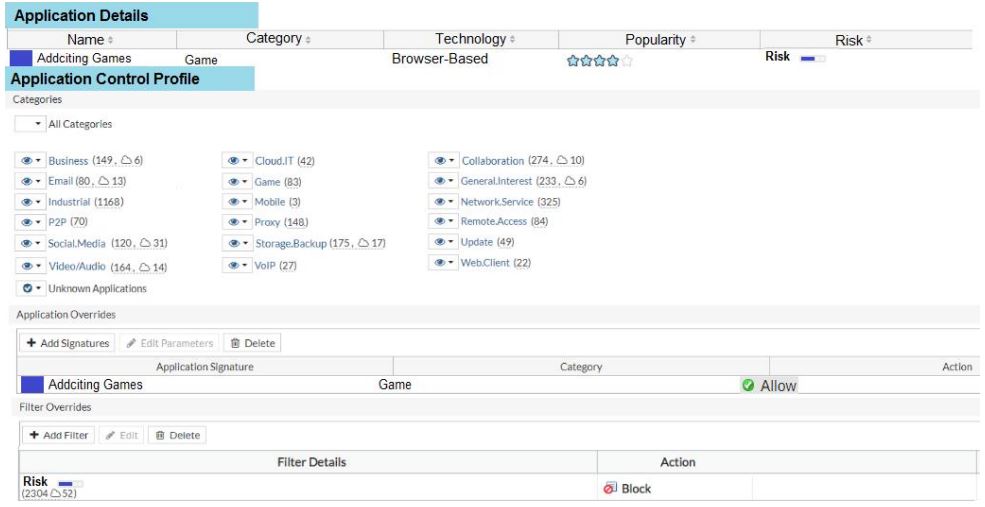 Application Details
Name Category Technology Popularity Risk
Addciting Games Game Browser-Based Risk
Application Control Profile
Categories
All Categories
Business (149, 6) Cloud.IT (42) Collaboration (274, 10)
Email (80, 13) Game (83) General.Interest (233, 6)
Industrial (1168) Mobile (3) Network.Service (325)
P2P (70) Proxy (148) Remote.Access (84)
Social.Media (120, 31) Storage.Backup (175, 17) Update (49)
Video/Audio (164, 14) VoIP (27) Web.Client (22)
Unknown Applications
Application Overrides
+ Add Signatures Edit Parameters Delete
Application Signature Category Action
Addciting Games Game Allow
Filter Overrides
+ Add Filter Edit Delete
Filter Details Action
Risk
(2304 52) Block